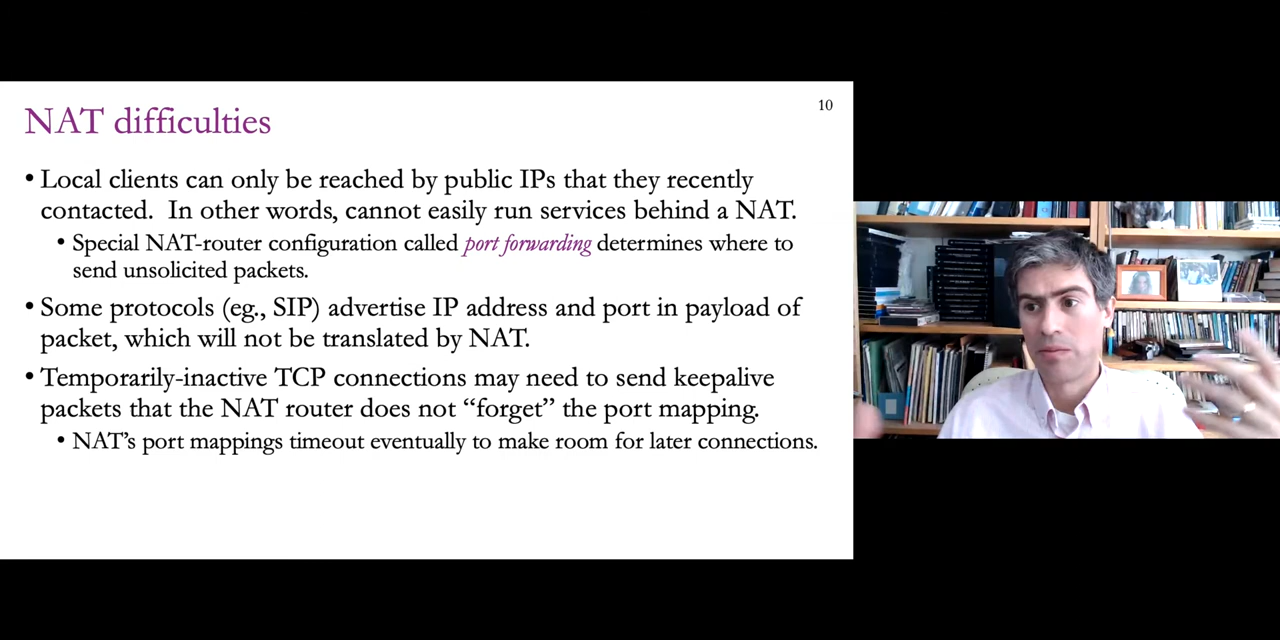 NAT difficulties
10
• Local clients can only be reached by public IPs that they recently
contacted.  In other words, cannot easily run services behind a NAT.
• Special NAT-router configuration called port forwarding determines where to
send unsolicited packets.
• Some protocols (eg., SIP) advertise IP address and port in payload of
packet, which will not be translated by NAT.
• Temporarily-inactive TCP connections may need to send keepalive
packets that the NAT router does not “forget” the port mapping.
• NAT’s port mappings timeout eventually to make room for later connections.